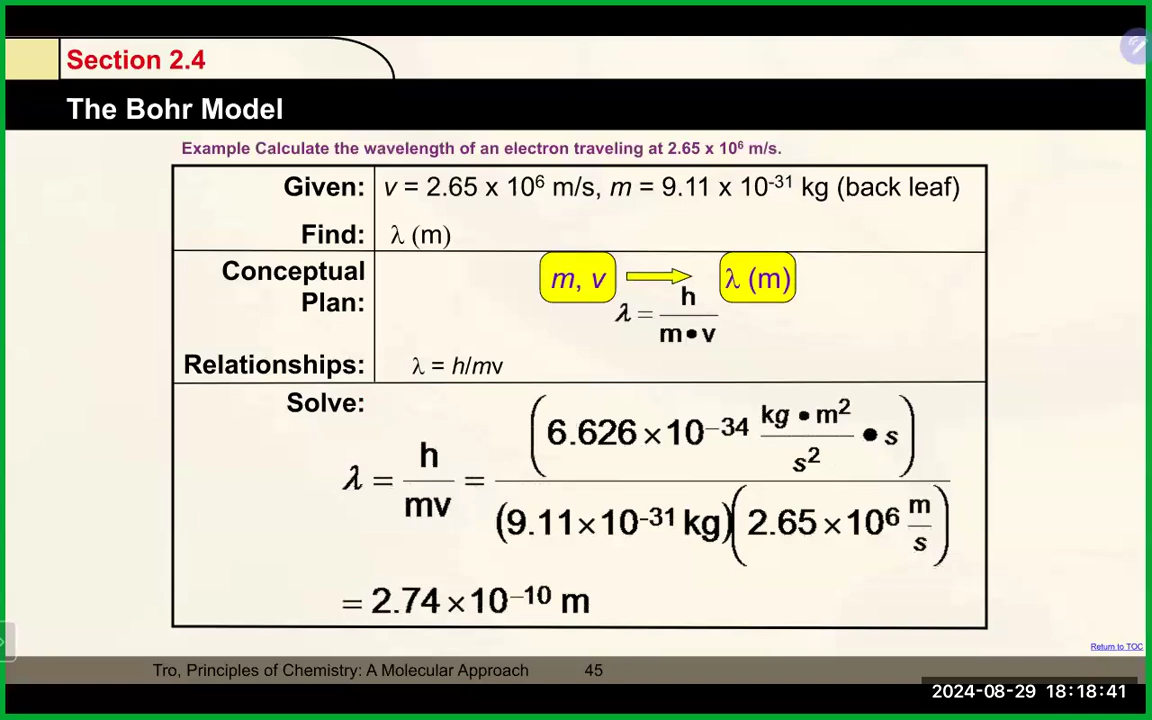 Section 2.4
The Bohr Model
Example Calculate the wavelength of an electron traveling at 2.65 x 10⁶ m/s.
Given: v = 2.65 x 10⁶ m/s, m = 9.11 x 10⁻³¹ kg (back leaf)
Find: λ (m)
Conceptual Plan:
m, v λ (m)
λ = h / m•v
Relationships: λ = h/mv
Solve:
λ = h / mv = (6.626×10⁻³⁴ kg•m² / s² • s) / (9.11×10⁻³¹ kg)(2.65×10⁶ m / s)
= 2.74×10⁻¹⁰ m
Return to TOC
Tro, Principles of Chemistry: A Molecular Approach 45
2024-08-29 18:18:41